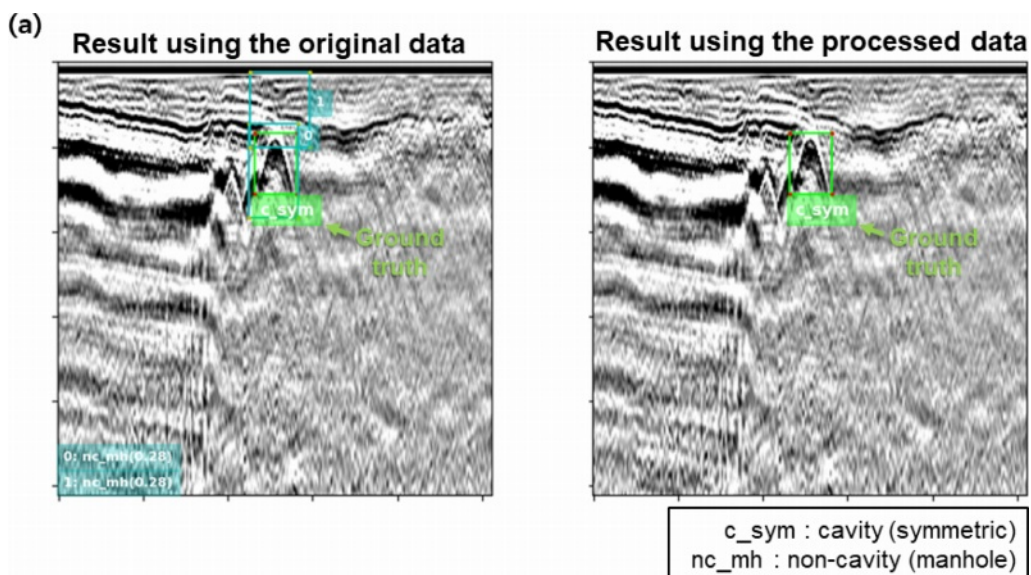 (a)
Result using the original data
1
0
c_sym
Ground
truth
0: nc_mh(0.28)
1: nc_mh(0.28)
Result using the processed data
c_sym
Ground
truth
c_sym : cavity (symmetric)
nc_mh : non-cavity (manhole)